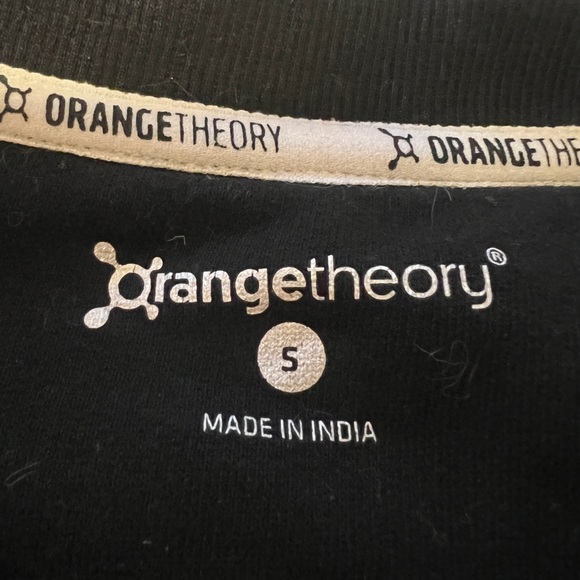 ORANGETHEORY ORANGETHE
orangetheory®
S
MADE IN INDIA